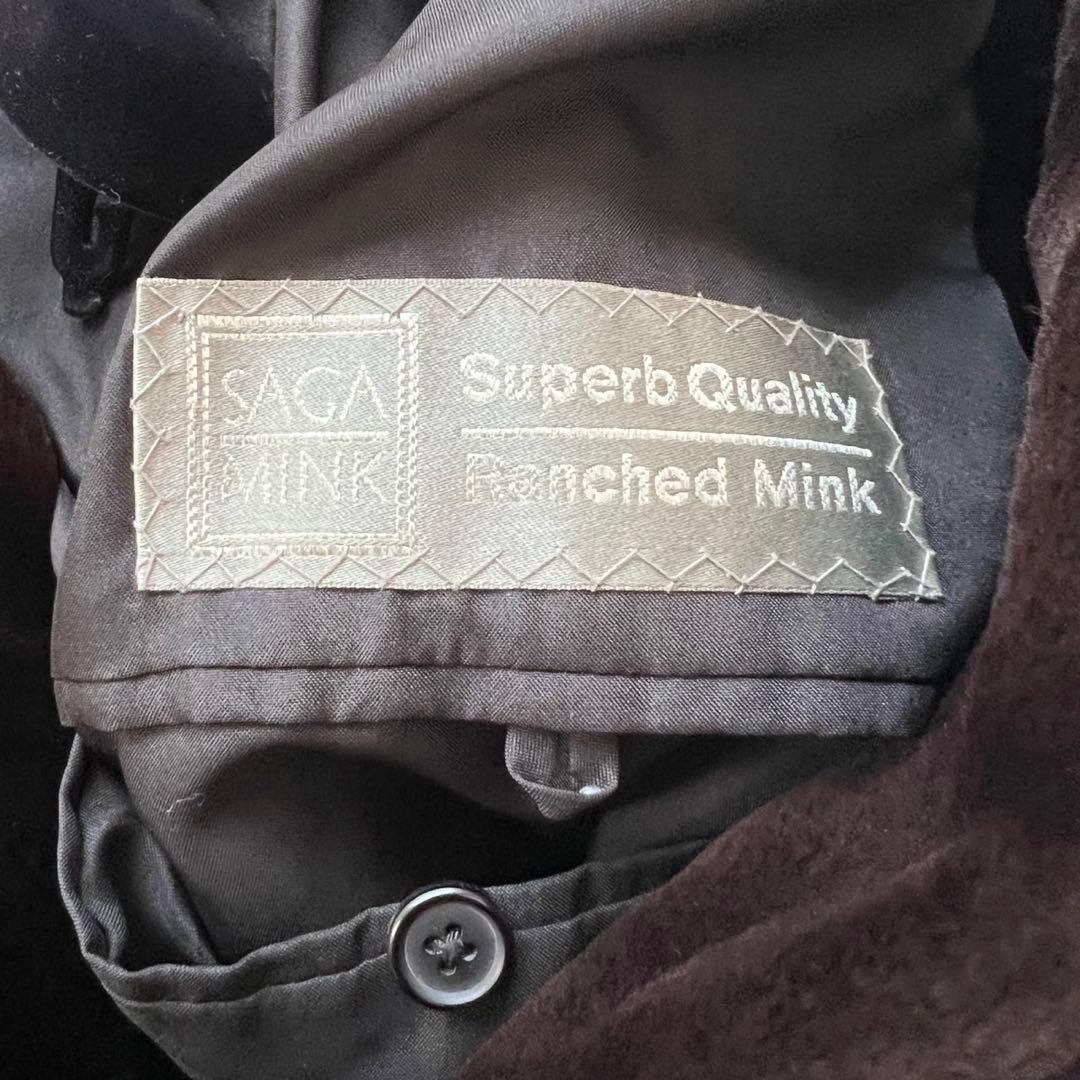 SAGA
MINK
Superb Quality
Ranched Mink